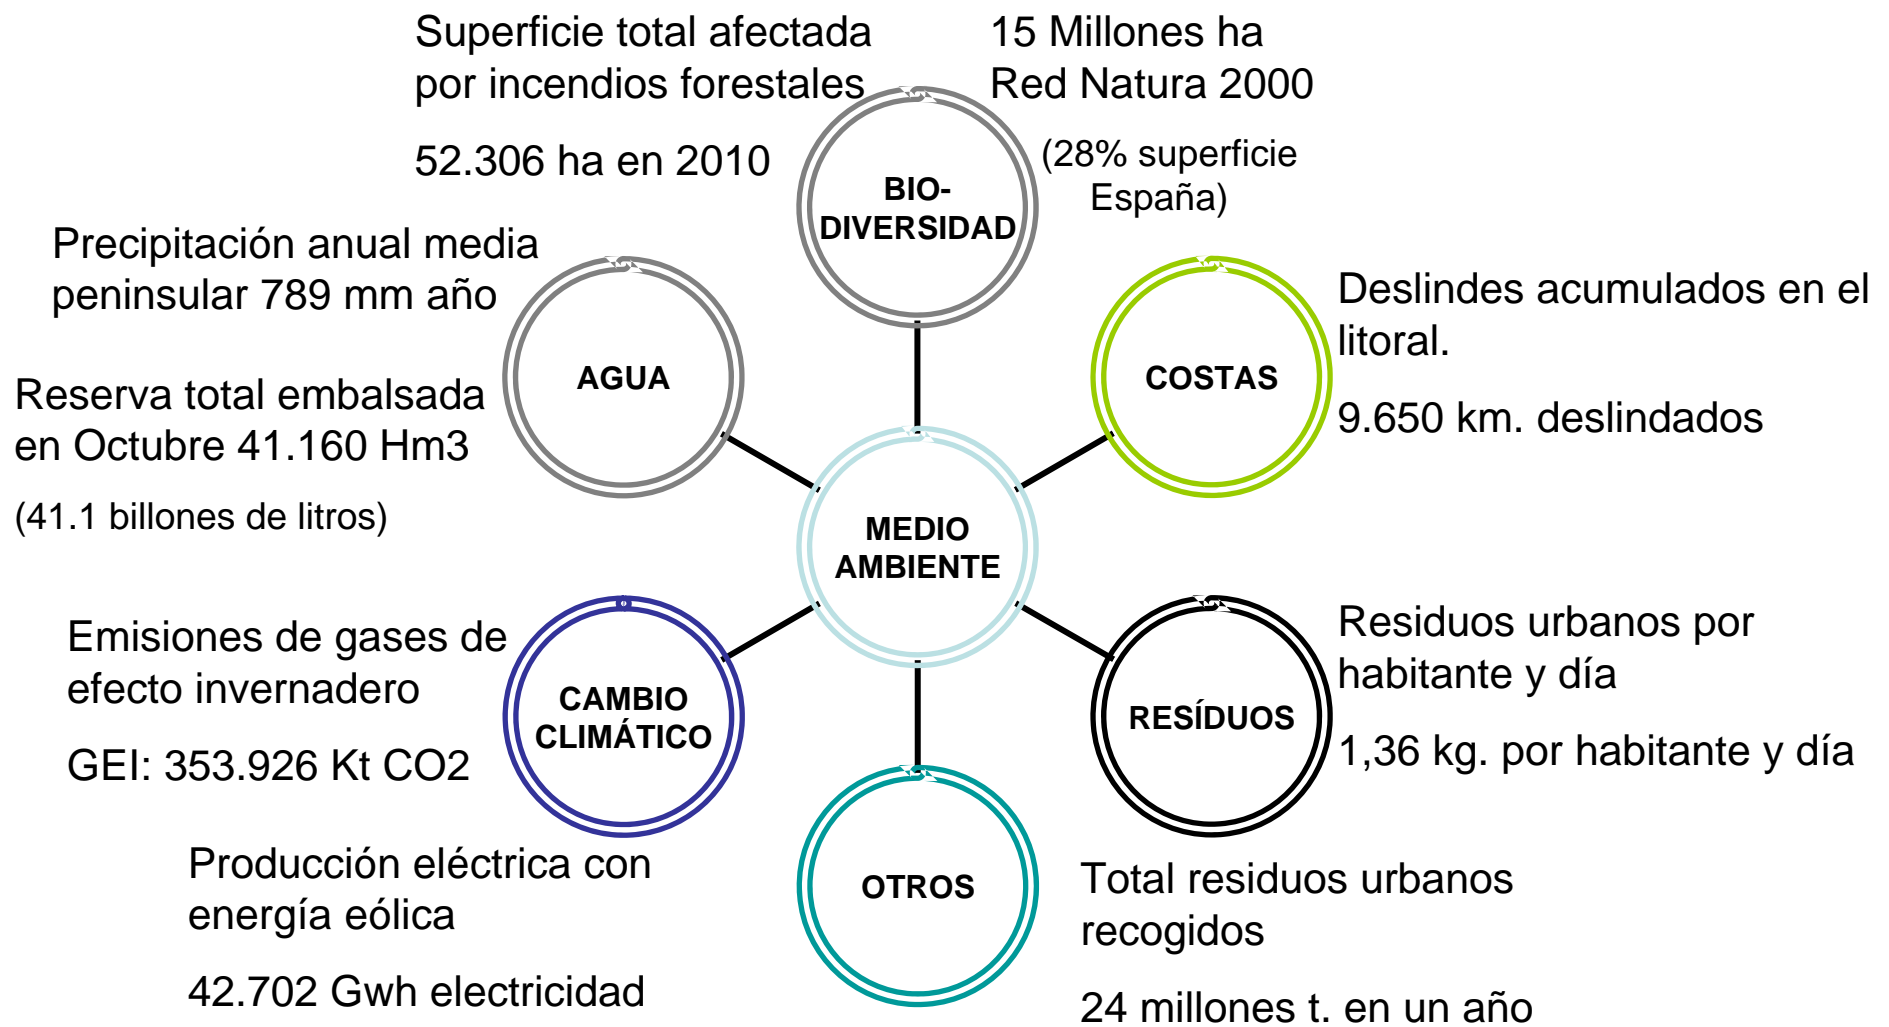 Superficie total afectada
por incendios forestales
52.306 ha en 2010
15 Millones ha
Red Natura 2000
(28% superficie
España)
BIO-
DIVERSIDAD
Precipitación anual media
peninsular 789 mm año
Reserva total embalsada
en Octubre 41.160 Hm3
(41.1 billones de litros)
AGUA
COSTAS
Deslindes acumulados en el
litoral.
9.650 km. deslindados
MEDIO
AMBIENTE
Emisiones de gases de
efecto invernadero
GEI: 353.926 Kt CO2
CAMBIO
CLIMÁTICO
RESÍDUOS
Residuos urbanos por
habitante y día
1,36 kg. por habitante y día
Producción eléctrica con
energía eólica
42.702 Gwh electricidad
OTROS
Total residuos urbanos
recogidos
24 millones t. en un año